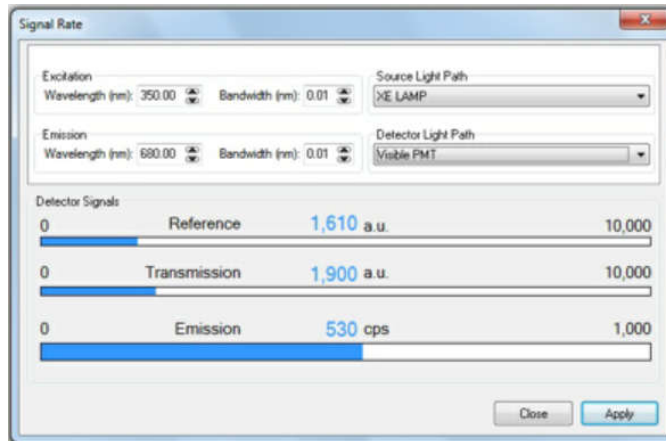 Signal Rate
Excitation
Wavelength (nm): 350.00 Bandwidth (nm): 0.01
Source Light Path
XE LAMP
Emission
Wavelength (nm): 680.00 Bandwidth (nm): 0.01
Detector Light Path
Visible PMT
Detector Signals
0 Reference 1,610 a.u. 10,000
0 Transmission 1,900 a.u. 10,000
0 Emission 530 cps 1,000
Close Apply